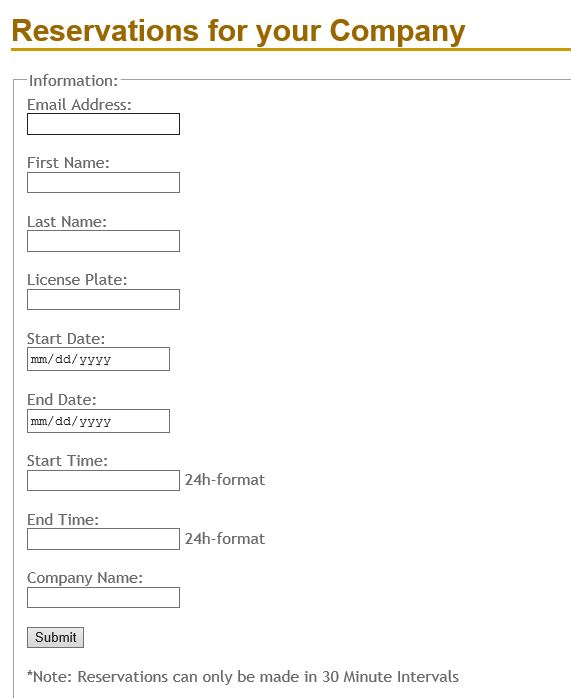 Reservations for your Company
Information:
Email Address:
First Name:
Last Name:
License Plate:
Start Date:
mm/dd/yyyy
End Date:
mm/dd/yyyy
Start Time:
24h-format
End Time:
24h-format
Company Name:
Submit
*Note: Reservations can only be made in 30 Minute Intervals